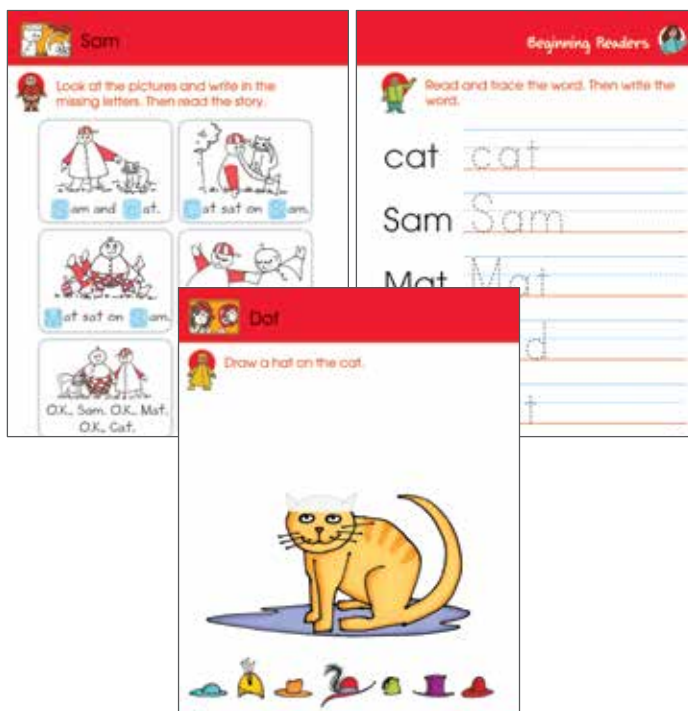 Sam
Look at the pictures and write in the
missing letters. Then read the story.
Sam and Cat.
Cat sat on Sam.
Mat sat on Sam.
O.K., Sam. O.K., Mat.
O.K., Cat.
Beginning Readers
Read and trace the word. Then write the
word.
cat cat
Sam Sam
Mat Mat
d
t
Dot
Draw a hat on the cat.